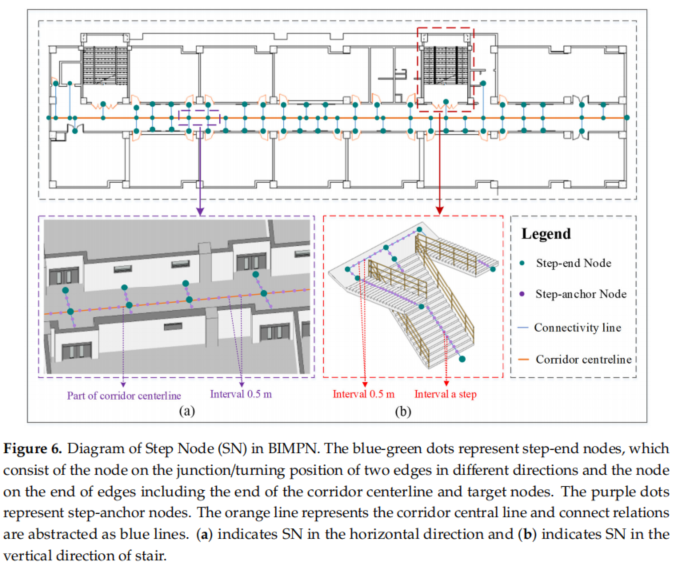 Legend
Step-end Node
Step-anchor Node
Connectivity line
Corridor centreline
Part of corridor centerline
Interval 0.5 m
Interval 0.5 m
Interval a step
(a)
(b)
Figure 6. Diagram of Step Node (SN) in BIMPN. The blue-green dots represent step-end nodes, which
consist of the node on the junction/turning position of two edges in different directions and the node
on the end of edges including the end of the corridor centerline and target nodes. The purple dots
represent step-anchor nodes. The orange line represents the corridor central line and connect relations
are abstracted as blue lines. (a) indicates SN in the horizontal direction and (b) indicates SN in the
vertical direction of stair.